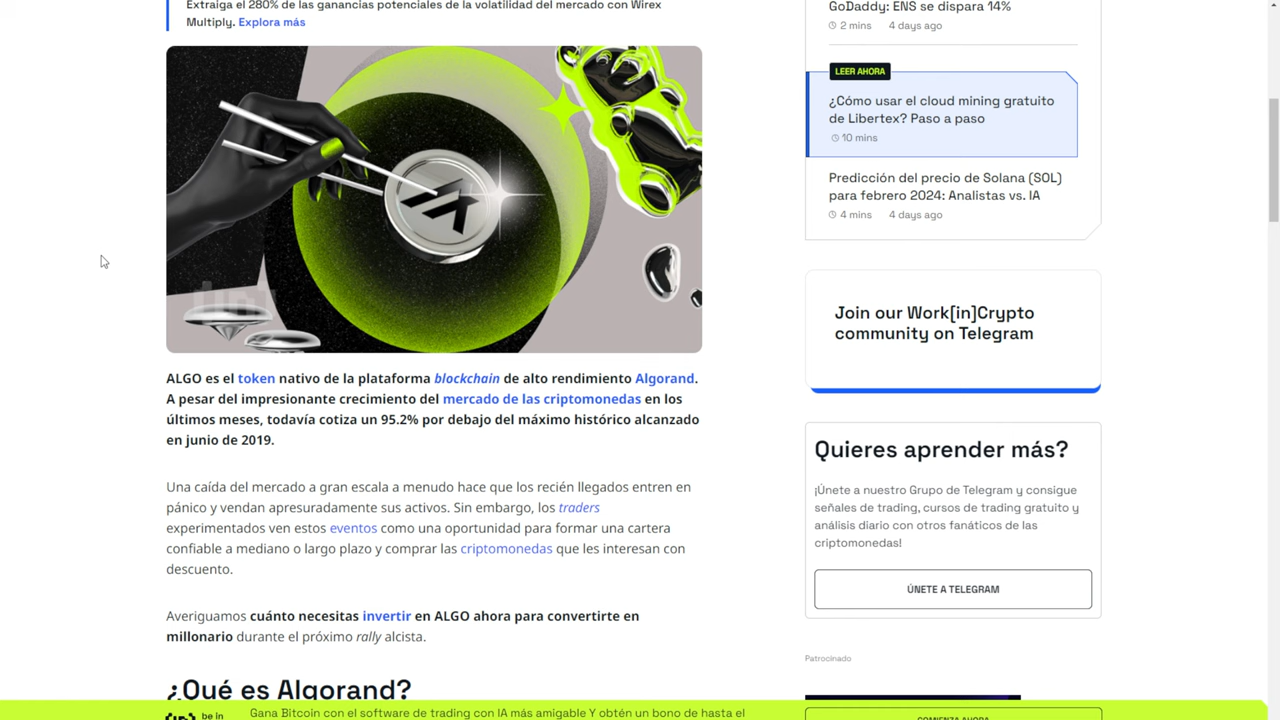 Extraiga el 280% de las ganancias potenciales de la volatilidad del mercado con Wirex
Multiply. Explora más
ALGO es el token nativo de la plataforma blockchain de alto rendimiento Algorand.
A pesar del impresionante crecimiento del mercado de las criptomonedas en los
últimos meses, todavía cotiza un 95.2% por debajo del máximo histórico alcanzado
en junio de 2019.
Una caída del mercado a gran escala a menudo hace que los recién llegados entren en
pánico y vendan apresuradamente sus activos. Sin embargo, los traders
experimentados ven estos eventos como una oportunidad para formar una cartera
confiable a mediano o largo plazo y comprar las criptomonedas que les interesan con
descuento.
Averiguamos cuánto necesitas invertir en ALGO ahora para convertirte en
millonario durante el próximo rally alcista.
¿Qué es Algorand?
GoDaddy: ENS se dispara 14%
2 mins 4 days ago
LEER AHORA
¿Cómo usar el cloud mining gratuito
de Libertex? Paso a paso
10 mins
Predicción del precio de Solana (SOL)
para febrero 2024: Analistas vs. IA
4 mins 4 days ago
Join our Work[in]Crypto
community on Telegram
Quieres aprender más?
¡Únete a nuestro Grupo de Telegram y consigue
señales de trading, cursos de trading gratuito y
análisis diario con otros fanáticos de las
criptomonedas!
ÚNETE A TELEGRAM
Patrocinado
be in
Gana Bitcoin con el software de trading con IA más amigable Y obtén un bono de hasta el
COMIENZA AHORA